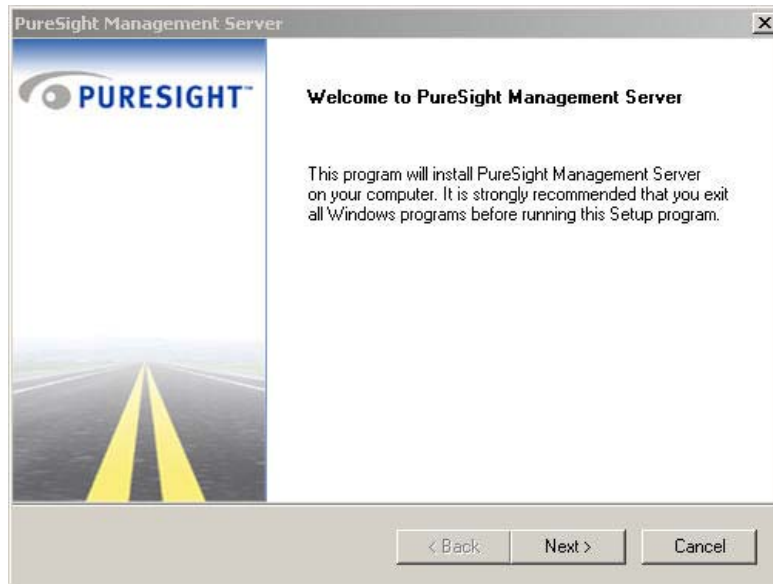 PureSight Management Server
PURESIGHT™
Welcome to PureSight Management Server
This program will install PureSight Management Server
on your computer. It is strongly recommended that you exit
all Windows programs before running this Setup program.
< Back
Next >
Cancel